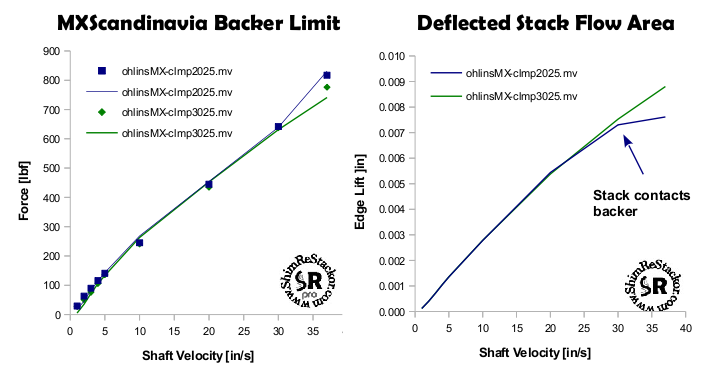 MXScandinavia Backer Limit
900
800
700
600
500
400
300
200
100
0
Force [lbf]
ohlinsMX-clmp2025.mv
ohlinsMX-clmp2025.mv
ohlinsMX-clmp3025.mv
ohlinsMX-clmp3025.mv
www.ShimReStackor.com
SR
pro
0 5 10 15 20 25 30 35
Shaft Velocity [in/s]
Deflected Stack Flow Area
0.010
0.009
0.008
0.007
0.006
0.005
0.004
0.003
0.002
0.001
0.000
Edge Lift ]in]
ohlinsMX-clmp2025.mv
ohlinsMX-clmp3025.mv
Stack contacts
backer
www.ShimReStackor.com
SR
0 5 10 15 20 25 30 35 40
Shaft Velocity [in/s]